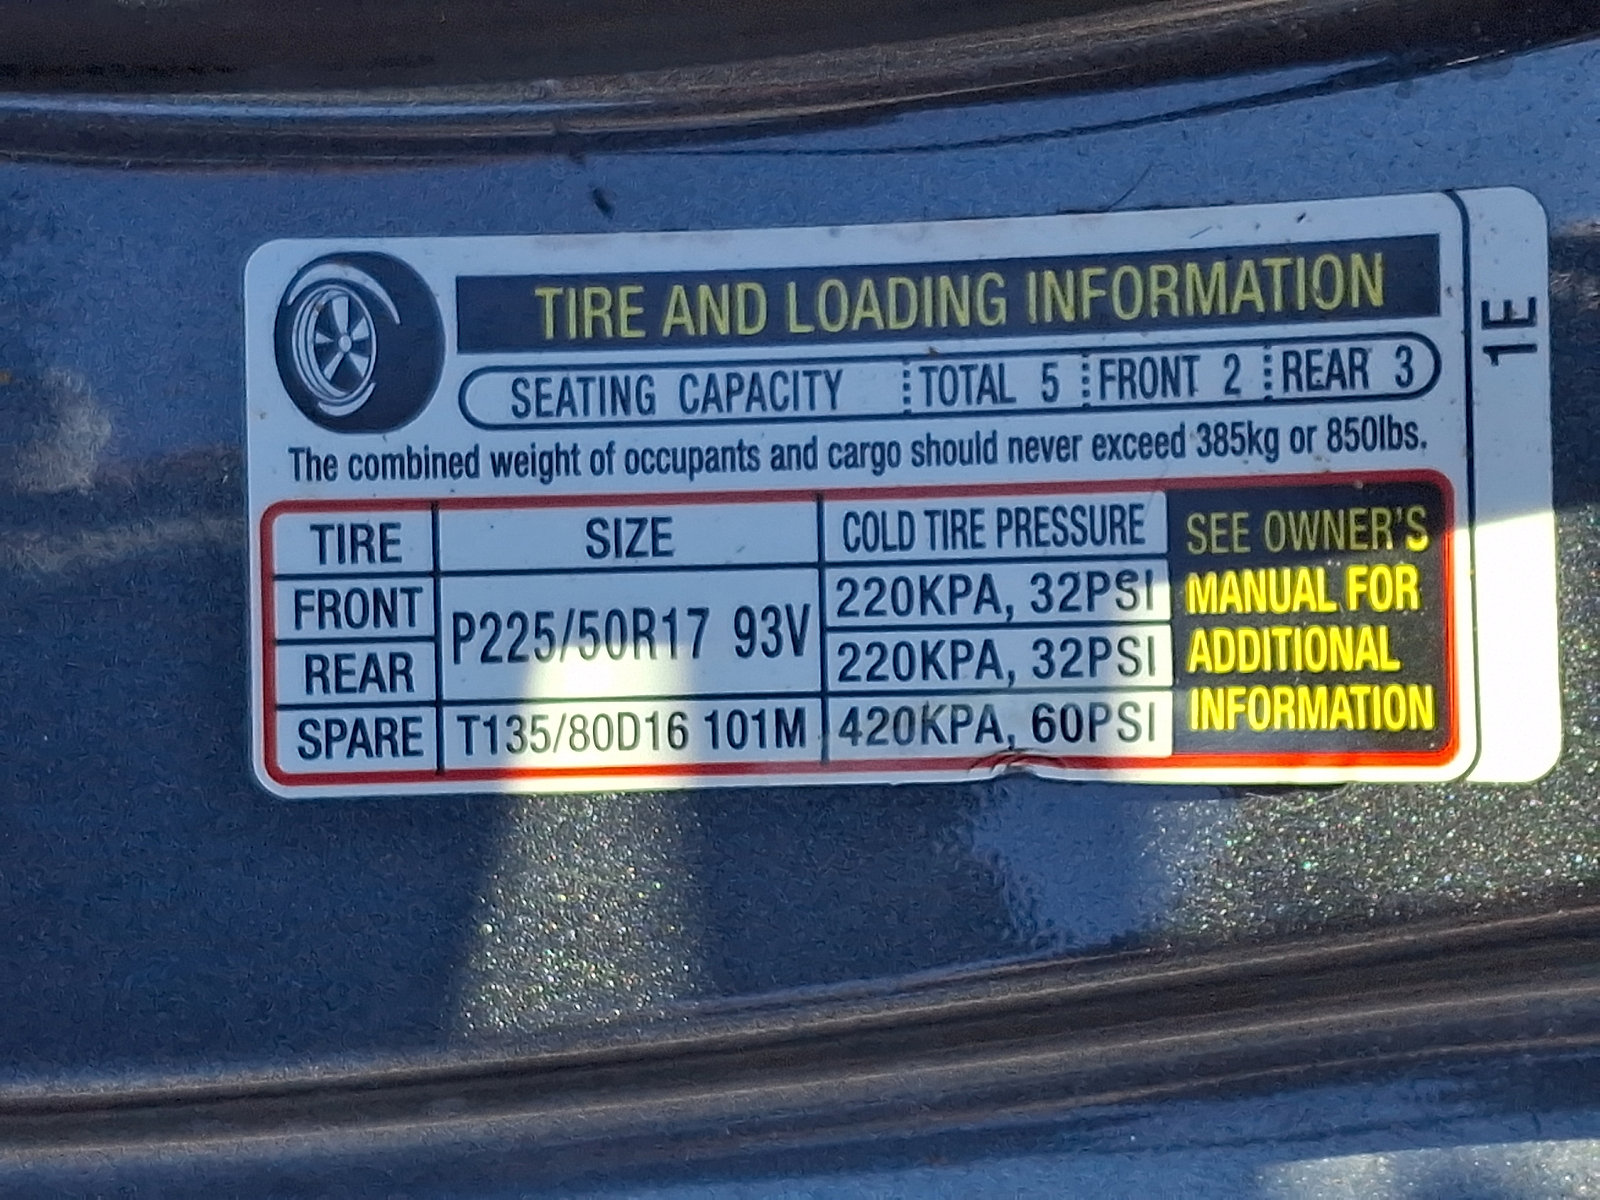 TIRE AND LOADING INFORMATION
SEATING CAPACITY TOTAL 5 FRONT 2 REAR 3
The combined weight of occupants and cargo should never exceed 385kg or 850lbs.
TIRE SIZE COLD TIRE PRESSURE
FRONT P225/50R17 93V 220KPA, 32PSI
REAR 220KPA, 32PSI
SPARE T135/80D16 101M 420KPA, 60PSI
SEE OWNER'S
MANUAL FOR
ADDITIONAL
INFORMATION
1E